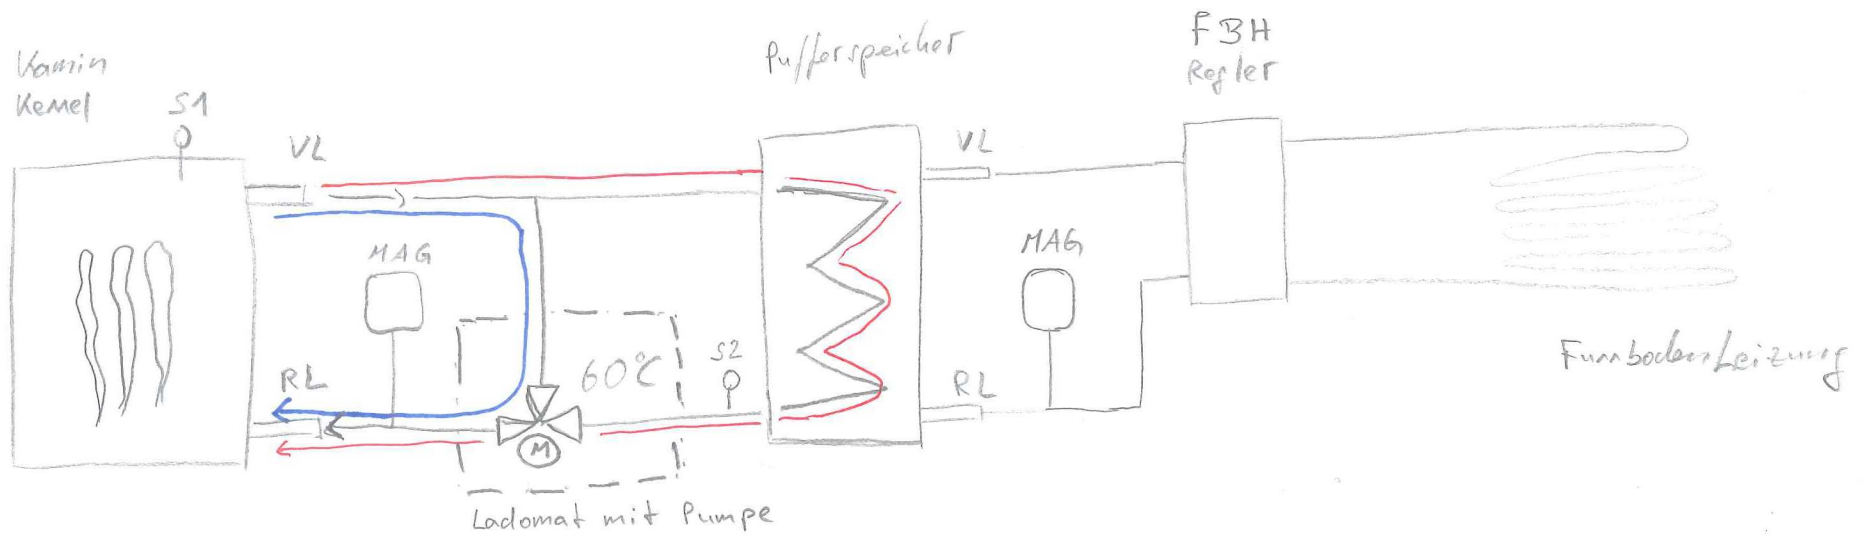 Kamin
Kessel
S1
VL
MAG
RL
60°C
S2
Ladomat mit Pumpe
M
Pufferspeicher
VL
MAG
RL
FBH
Regler
Fussbodenheizung